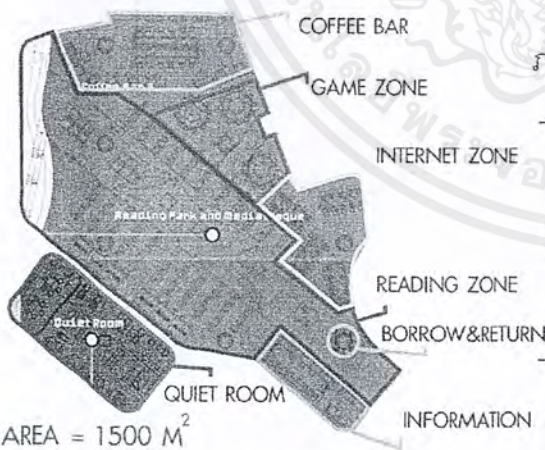 COFFEE BAR
GAME ZONE
INTERNET ZONE
Reading Park and Mediatheque
READING ZONE
Quiet Room
BORROW&RETURN
QUIET ROOM
INFORMATION
AREA = 1500 M²